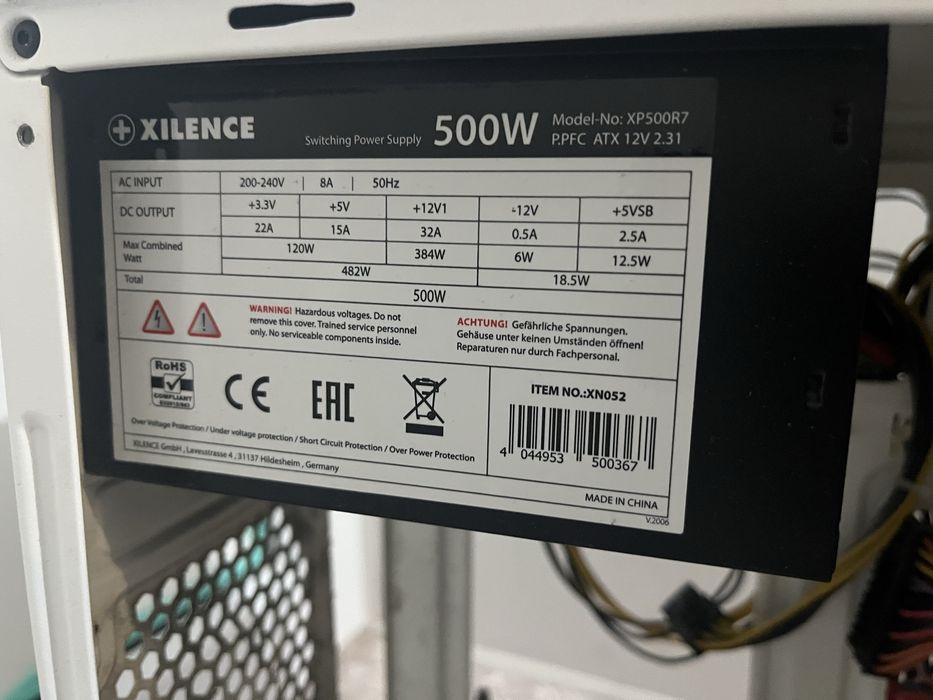 XILENCE
Switching Power Supply 500W
Model-No: XP500R7
P.PFC ATX 12V 2.31
AC INPUT 200-240V 8A 50Hz
DC OUTPUT +3.3V +5V +12V1 -12V +5VSB
22A 15A 32A 0.5A 2.5A
Max Combined Watt 120W 384W 6W 12.5W
482W 18.5W
Total 500W
WARNING! Hazardous voltages. Do not
remove this cover. Trained service personnel
only. No serviceable components inside.
ACHTUNG! Gefährliche Spannungen.
Gehäuse unter keinen Umständen öffnen!
Reparaturen nur durch Fachpersonal.
RoHS
COMPLIANT
CE
EAC
ITEM NO.:XN052
4 044953 500367
Over Voltage Protection / Under voltage protection / Short Circuit Protection / Over Power Protection
XILENCE GmbH , Lavesstrasse 4 , 31137 Hildesheim , Germany
MADE IN CHINA
V.2006